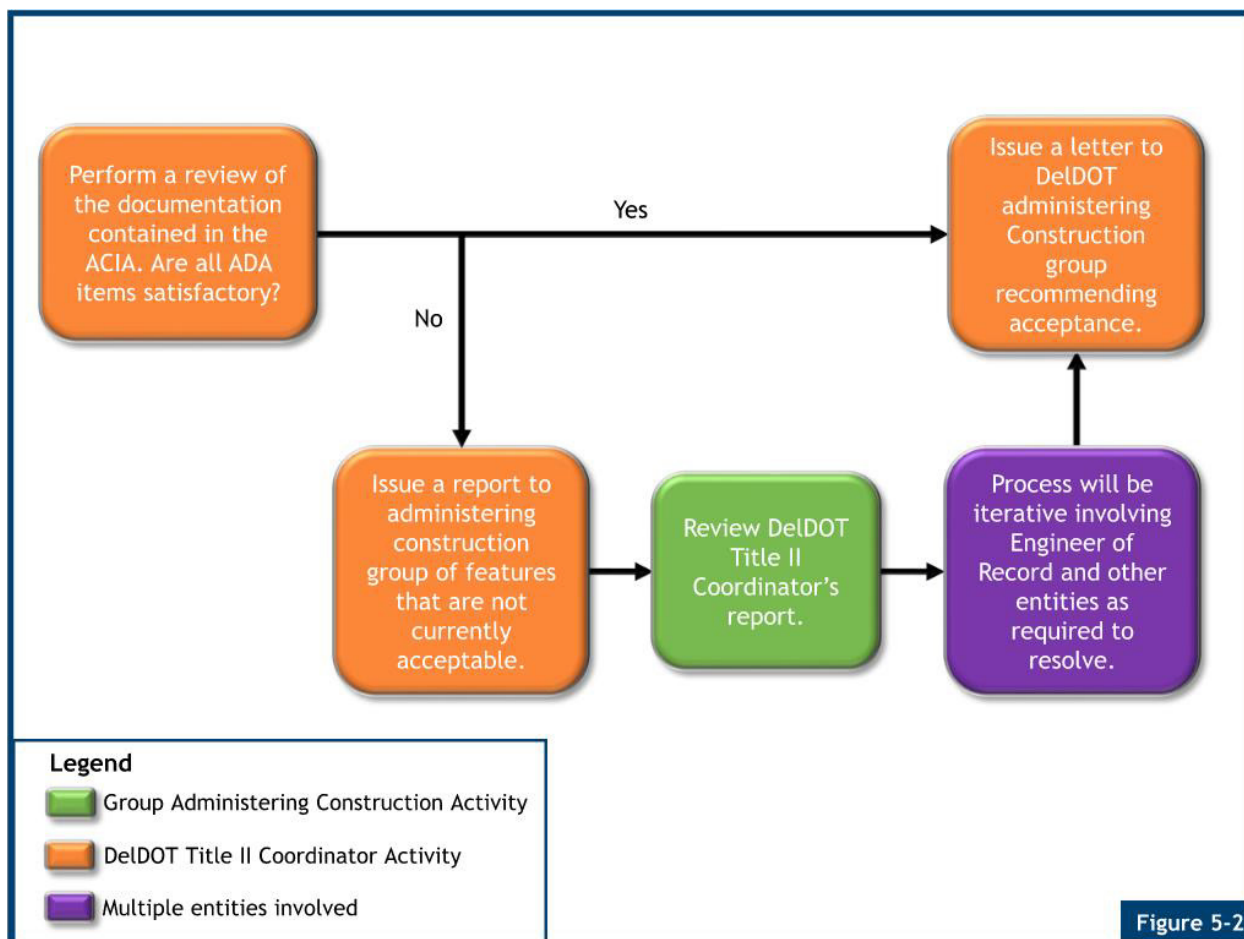 Perform a review of
the documentation
contained in the
ACIA. Are all ADA
items satisfactory?
Yes
No
Issue a letter to
DelDOT
administering
Construction
group
recommending
acceptance.
Issue a report to
administering
construction
group of features
that are not
currently
acceptable.
Review DelDOT
Title II
Coordinator’s
report.
Process will be
iterative involving
Engineer of
Record and other
entities as
required to
resolve.
Legend
Group Administering Construction Activity
DelDOT Title II Coordinator Activity
Multiple entities involved
Figure 5-2